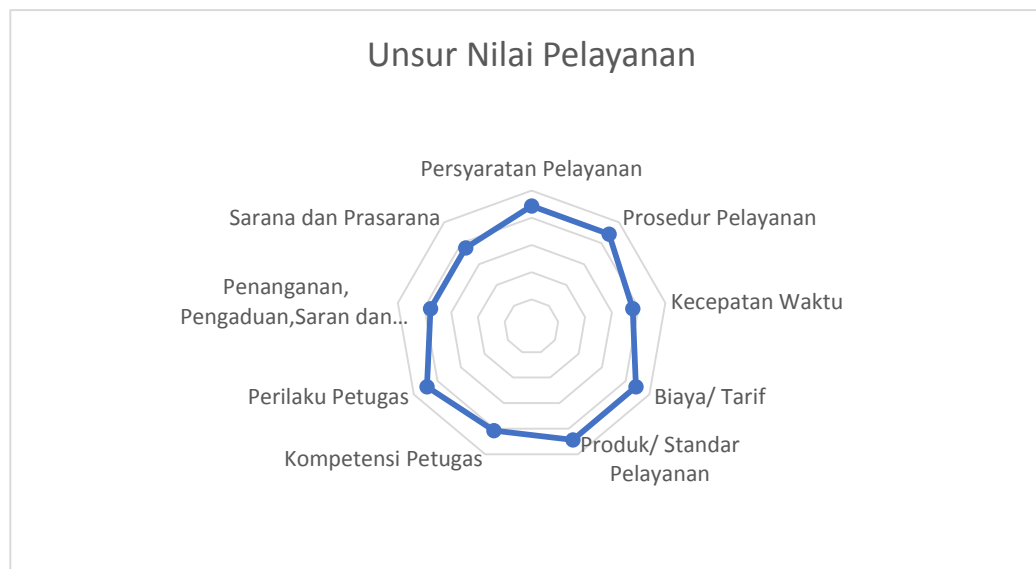 Unsur Nilai Pelayanan
Persyaratan Pelayanan
Prosedur Pelayanan
Kecepatan Waktu
Biaya/ Tarif
Produk/ Standar
Pelayanan
Kompetensi Petugas
Perilaku Petugas
Penanganan,
Pengaduan,Saran dan...
Sarana dan Prasarana